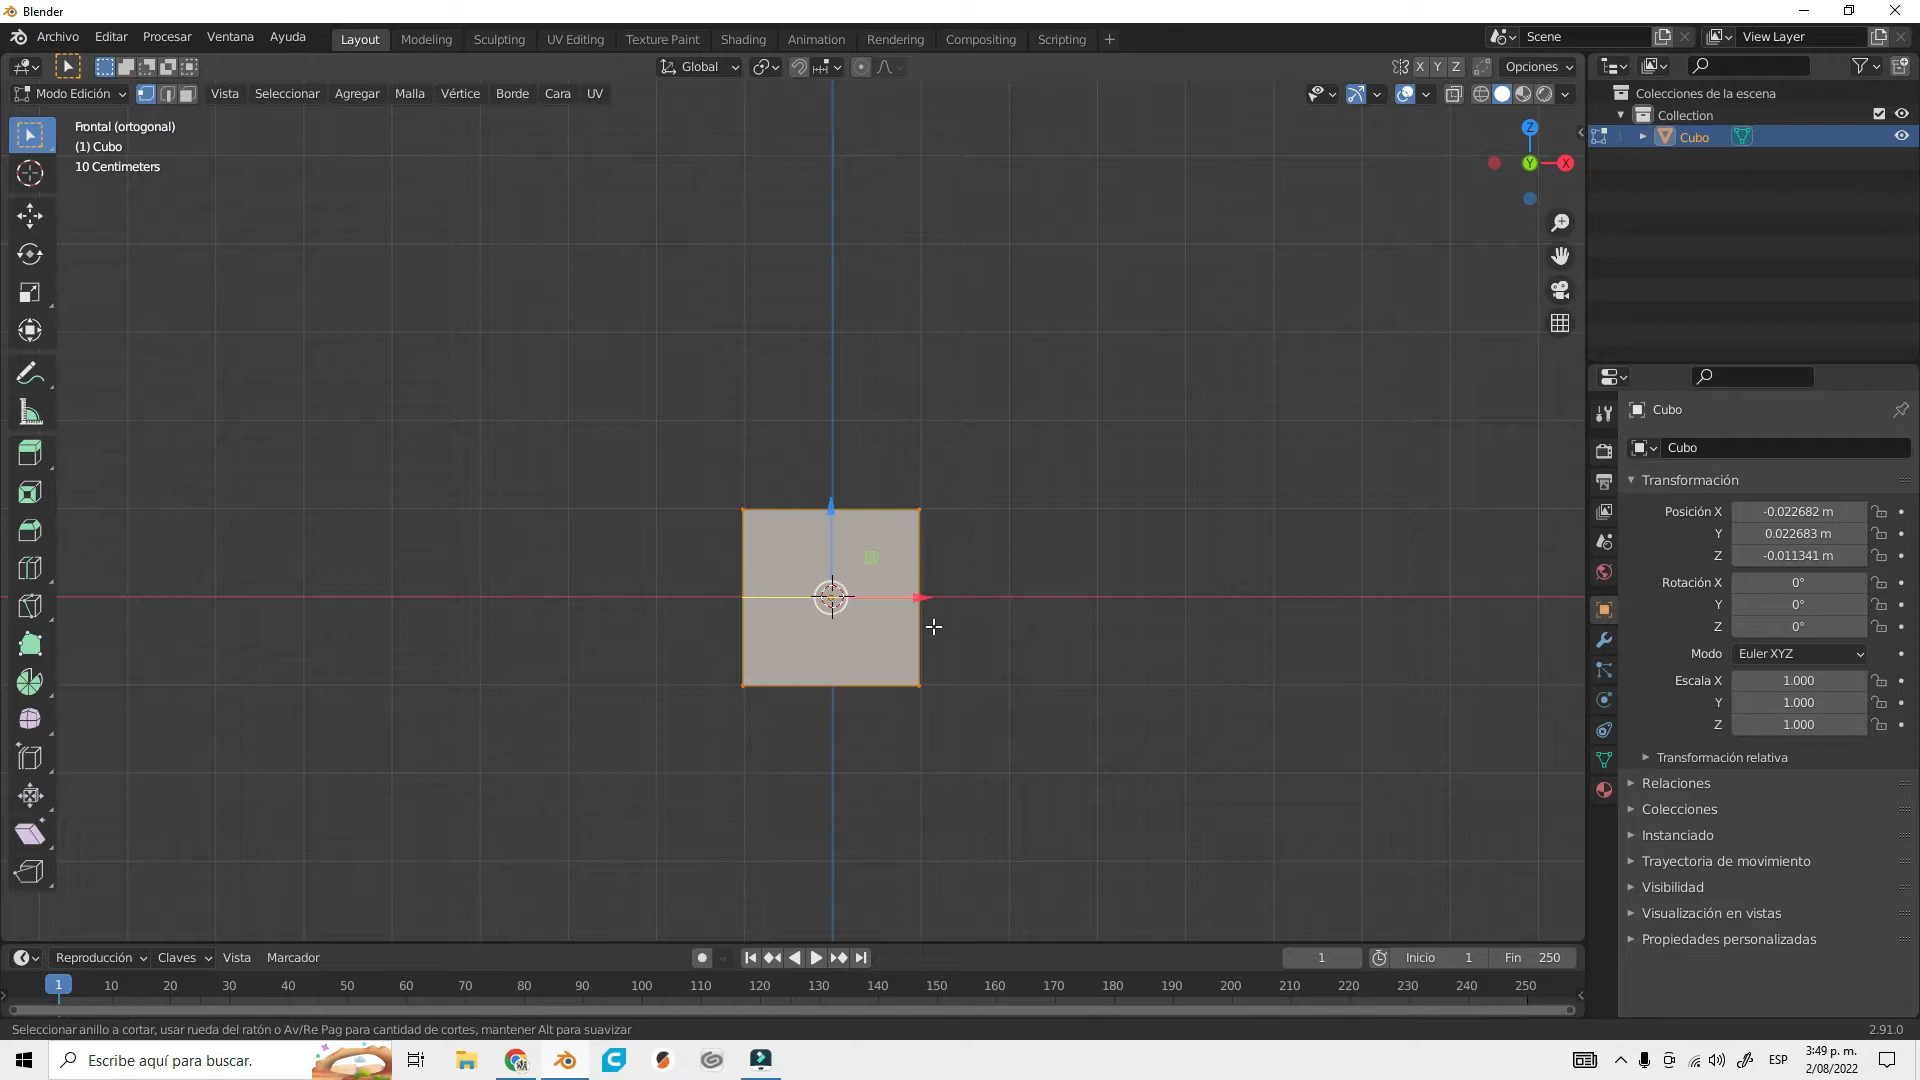 Blender
Archivo Editar Procesar Ventana Ayuda Layout Modeling Sculpting UV Editing Texture Paint Shading Animation Rendering Compositing Scripting + Scene View Layer
Global X Y Z Opciones
Modo Edición Vista Seleccionar Agregar Malla Vértice Borde Cara UV
Colecciones de la escena
Collection
Cubo
Frontal (ortogonal)
(1) Cubo
10 Centimeters
Z
Y
X
Cubo
Cubo
Transformación
Posición X -0.022682 m
Y 0.022683 m
Z -0.011341 m
Rotación X 0°
Y 0°
Z 0°
Modo Euler XYZ
Escala X 1.000
Y 1.000
Z 1.000
Transformación relativa
Relaciones
Colecciones
Instanciado
Trayectoria de movimiento
Visibilidad
Visualización en vistas
Propiedades personalizadas
Reproducción Claves Vista Marcador 1 Inicio 1 Fin 250
1 10 20 30 40 50 60 70 80 90 100 110 120 130 140 150 160 170 180 190 200 210 220 230 240 250
Seleccionar anillo a cortar, usar rueda del ratón o Av/Re Pag para cantidad de cortes, mantener Alt para suavizar 2.91.0
Escribe aquí para buscar. ESP 3:49 p. m.
2/08/2022